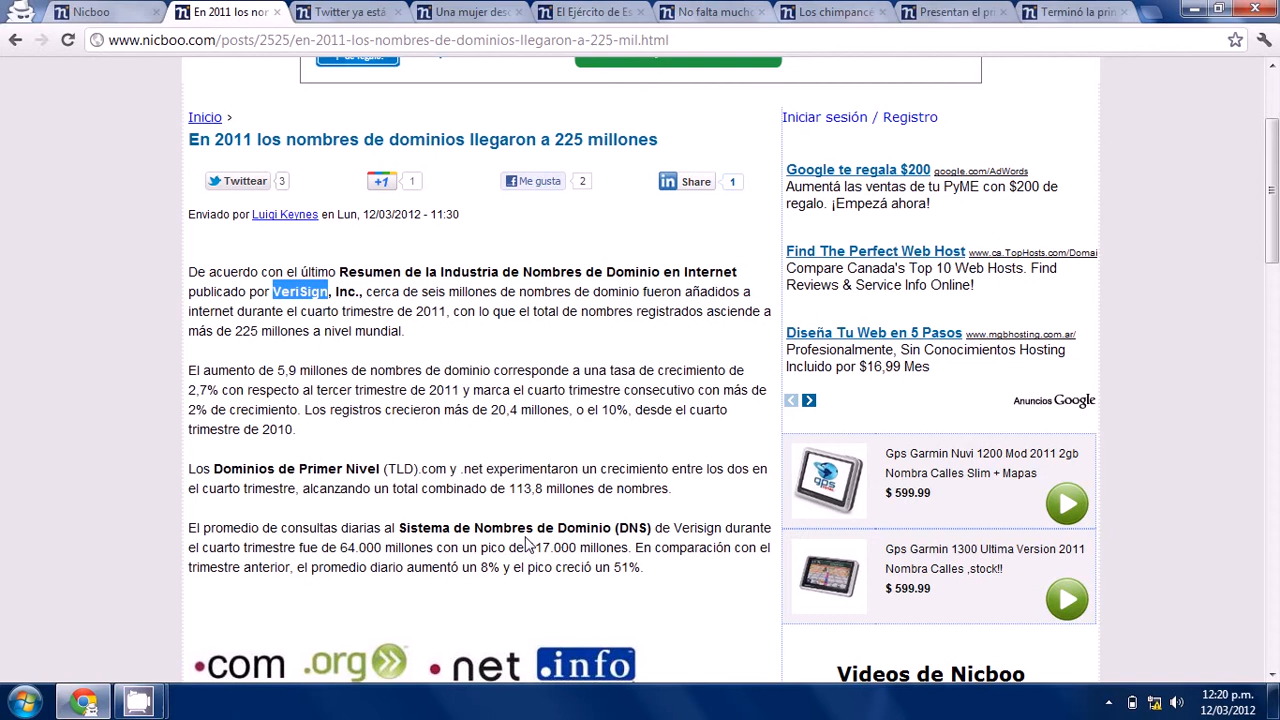 Nicboo
En 2011 los nor
Twitter ya está
Una mujer des
El Ejército de Es
No falta much
Los chimpancé
Presentan el pr
Terminó la prin
www.nicboo.com/posts/2525/en-2011-los-nombres-de-dominios-llegaron-a-225-mil.html
Inicio >
En 2011 los nombres de dominios llegaron a 225 millones
Twittear 3
+1 1
Me gusta 2
in Share 1
Enviado por Luigi Keynes en Lun, 12/03/2012 - 11:30
De acuerdo con el último Resumen de la Industria de Nombres de Dominio en Internet
publicado por VeriSign, Inc., cerca de seis millones de nombres de dominio fueron añadidos a
internet durante el cuarto trimestre de 2011, con lo que el total de nombres registrados asciende a
más de 225 millones a nivel mundial.
El aumento de 5,9 millones de nombres de dominio corresponde a una tasa de crecimiento de
2,7% con respecto al tercer trimestre de 2011 y marca el cuarto trimestre consecutivo con más de
2% de crecimiento. Los registros crecieron más de 20,4 millones, o el 10%, desde el cuarto
trimestre de 2010.
Los Dominios de Primer Nivel (TLD).com y .net experimentaron un crecimiento entre los dos en
el cuarto trimestre, alcanzando un total combinado de 113,8 millones de nombres.
El promedio de consultas diarias al Sistema de Nombres de Dominio (DNS) de Verisign durante
el cuarto trimestre fue de 64.000 millones con un pico de 117.000 millones. En comparación con el
trimestre anterior, el promedio diario aumentó un 8% y el pico creció un 51%.
.com .org .net .info
Iniciar sesión / Registro
Google te regala $200 google.com/AdWords
Aumentá las ventas de tu PyME con $200 de
regalo. ¡Empezá ahora!
Find The Perfect Web Host www.ca.TopHosts.com/Domai
Compare Canada's Top 10 Web Hosts. Find
Reviews & Service Info Online!
Diseña Tu Web en 5 Pasos www.mgbhosting.com.ar/
Profesionalmente, Sin Conocimientos Hosting
Incluido por $16,99 Mes
Anuncios Google
Gps Garmin Nuvi 1200 Mod 2011 2gb
Nombra Calles Slim + Mapas
$ 599.99
Gps Garmin 1300 Ultima Version 2011
Nombra Calles ,stock!!
$ 599.99
Videos de Nicboo
12:20 p.m.
12/03/2012